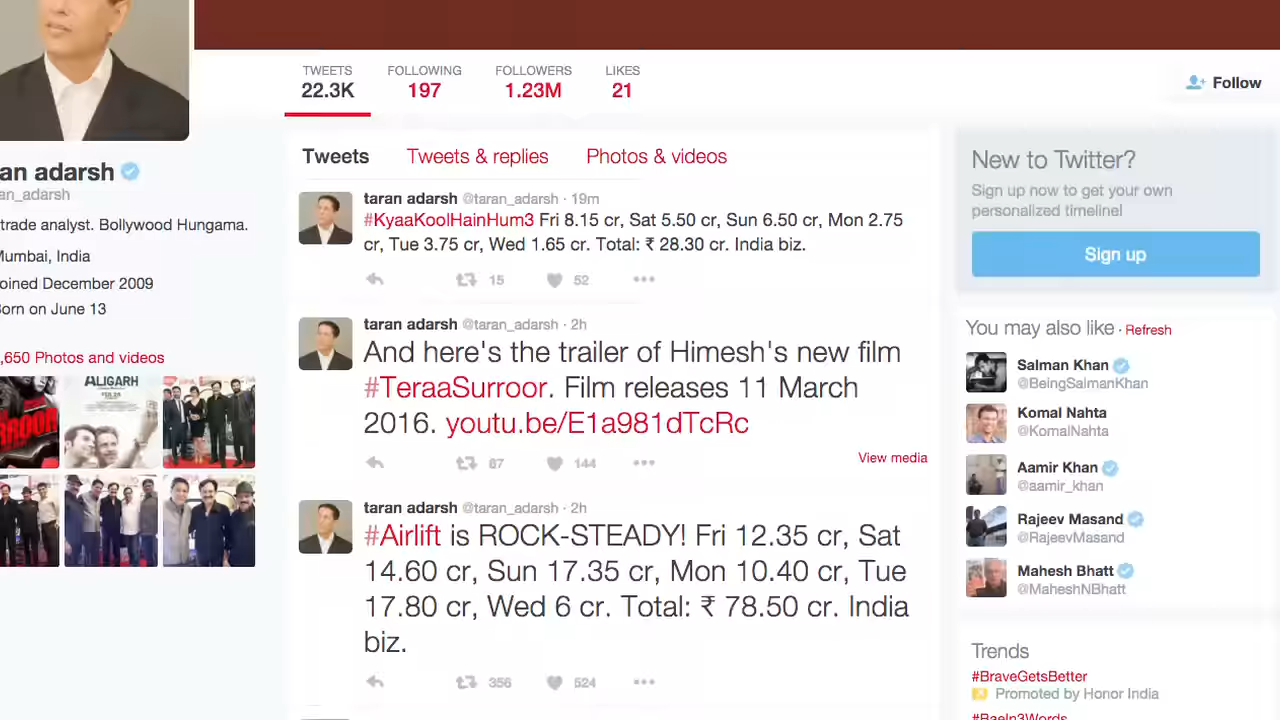 TWEETS FOLLOWING FOLLOWERS LIKES
22.3K 197 1.23M 21
Follow
an adarsh
an_adarsh
trade analyst. Bollywood Hungama.
Mumbai, India
oined December 2009
orn on June 13
,650 Photos and videos
ALIGARH
Tweets Tweets & replies Photos & videos
taran adarsh @taran_adarsh · 19m
#KyaaKoolHainHum3 Fri 8.15 cr, Sat 5.50 cr, Sun 6.50 cr, Mon 2.75
cr, Tue 3.75 cr, Wed 1.65 cr. Total: ₹ 28.30 cr. India biz.
15 52
taran adarsh @taran_adarsh · 2h
And here's the trailer of Himesh's new film
#TeraaSurroor. Film releases 11 March
2016. youtu.be/E1a981dTcRc
87 144
View media
taran adarsh @taran_adarsh · 2h
#Airlift is ROCK-STEADY! Fri 12.35 cr, Sat
14.60 cr, Sun 17.35 cr, Mon 10.40 cr, Tue
17.80 cr, Wed 6 cr. Total: ₹ 78.50 cr. India
biz.
356 524
New to Twitter?
Sign up now to get your own
personalized timeline!
Sign up
You may also like · Refresh
Salman Khan
@BeingSalmanKhan
Komal Nahta
@KomalNahta
Aamir Khan
@aamir_khan
Rajeev Masand
@RajeevMasand
Mahesh Bhatt
@MaheshNBhatt
Trends
#BraveGetsBetter
Promoted by Honor India
#BaeIn3Words